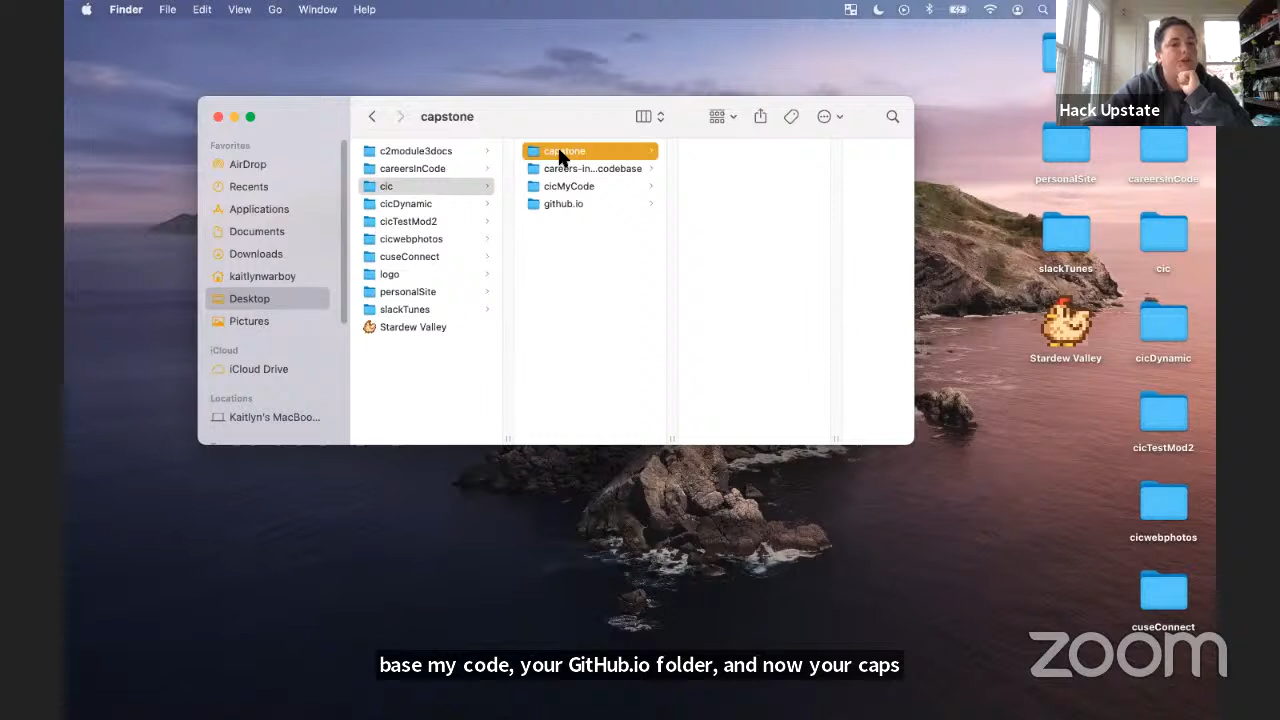 Finder File Edit View Go Window Help
Hack Upstate
capstone
Favorites
AirDrop
Recents
Applications
Documents
Downloads
kaitlynwarboy
Desktop
Pictures
iCloud
iCloud Drive
Locations
Kaitlyn's MacBoo...
c2module3docs
careersInCode
cic
cicDynamic
cicTestMod2
cicwebphotos
cuseConnect
logo
personalSite
slackTunes
Stardew Valley
capstone
careers-in...codebase
cicMyCode
github.io
personalSite
careersInCode
slackTunes
cic
Stardew Valley
cicDynamic
cicTestMod2
cicwebphotos
cuseConnect
base my code, your GitHub.io folder, and now your caps
zoom